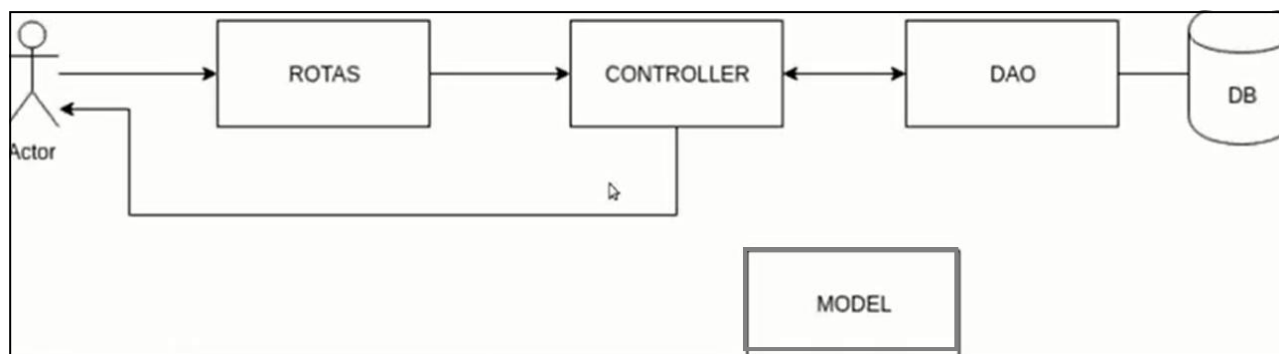 ROTAS
CONTROLLER
DAO
DB
Actor
MODEL